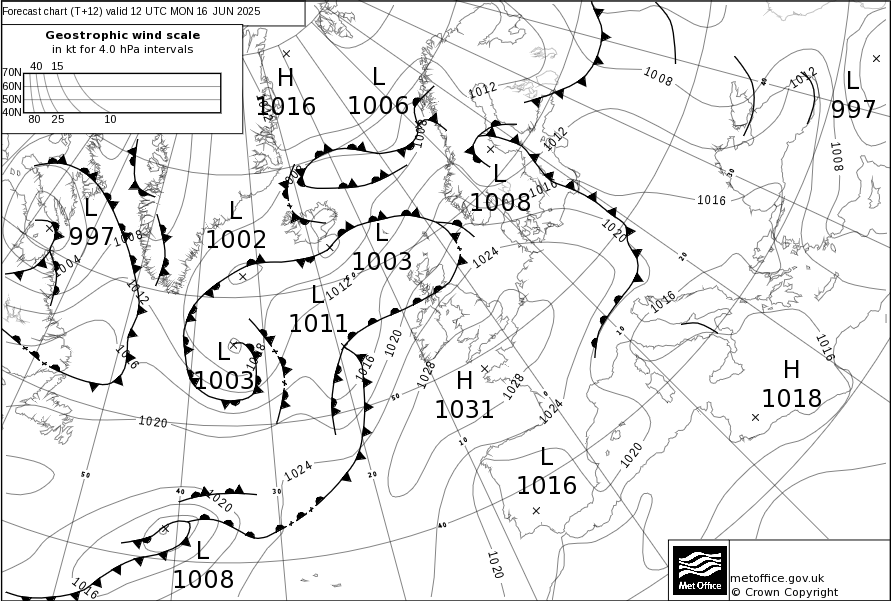 Forecast chart (T+12) valid 12 UTC MON 16 JUN 2025
Geostrophic wind scale
in kt for 4.0 hPa intervals
40 15
70N
60N
50N
40N
80 25 10
H
1016
L
1006
1012
1008
1012
L
997
1008
1008
1012
L
1008
1016
1016
1020
L
997
1008
1004
L
1002
L
1003
1024
1012
L
1011
1012
1016
1016
L
1003
1008
1016
1020
1028
H
1031
1028
1024
1016
H
1018
1020
1024
L
1016
1020
1020
L
1008
1016
1020
50
40
30
20
10
40
50
0
10
20
30
40
Met Office
metoffice.gov.uk
© Crown Copyright